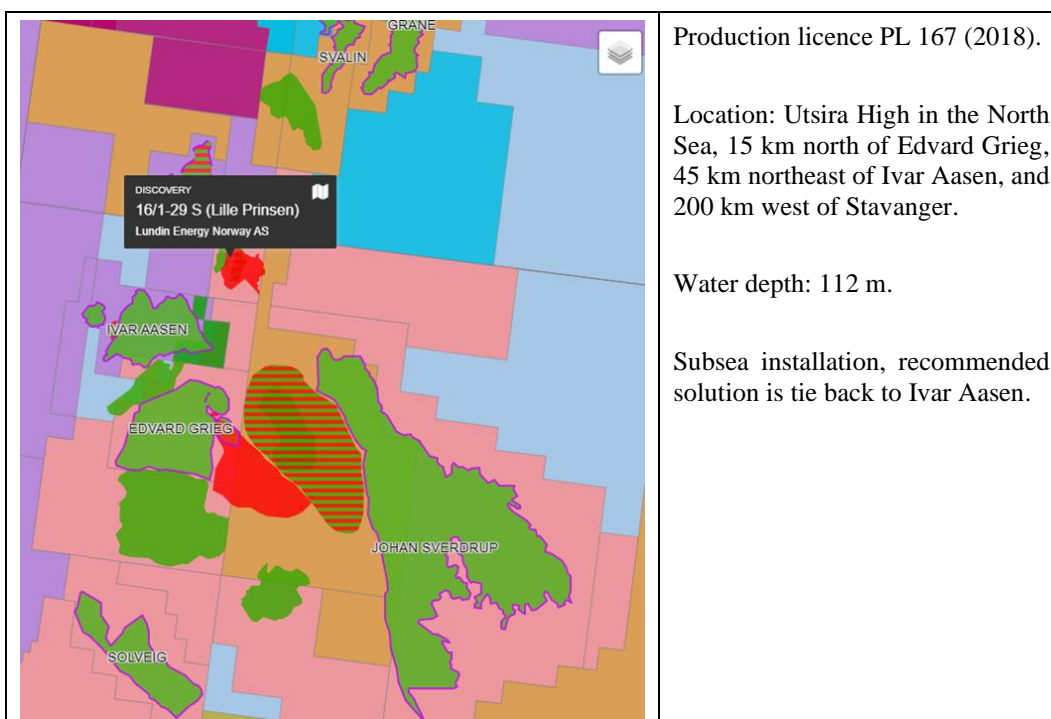 GRANE
SVALIN
DISCOVERY
16/1-29 S (Lille Prinsen)
Lundin Energy Norway AS
IVAR AASEN
EDVARD GRIEG
JOHAN SVERDRUP
SOLVEIG
Production licence PL 167 (2018).
Location: Utsira High in the North
Sea, 15 km north of Edvard Grieg,
45 km northeast of Ivar Aasen, and
200 km west of Stavanger.
Water depth: 112 m.
Subsea installation, recommended
solution is tie back to Ivar Aasen.